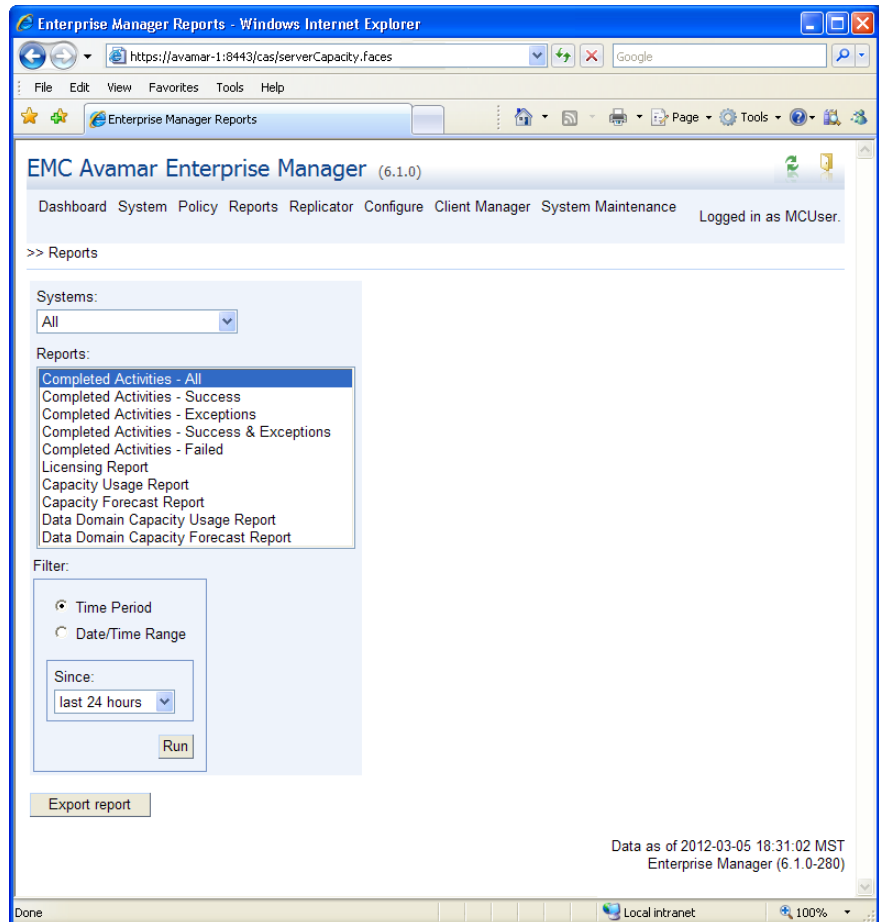 Enterprise Manager Reports - Windows Internet Explorer
https://avamar-1:8443/cas/serverCapacity.faces
Google
File Edit View Favorites Tools Help
Enterprise Manager Reports
Page Tools
EMC Avamar Enterprise Manager (6.1.0)
Dashboard System Policy Reports Replicator Configure Client Manager System Maintenance
Logged in as MCUser.
>> Reports
Systems:
All
Reports:
Completed Activities - All
Completed Activities - Success
Completed Activities - Exceptions
Completed Activities - Success & Exceptions
Completed Activities - Failed
Licensing Report
Capacity Usage Report
Capacity Forecast Report
Data Domain Capacity Usage Report
Data Domain Capacity Forecast Report
Filter:
Time Period
Date/Time Range
Since:
last 24 hours
Run
Export report
Data as of 2012-03-05 18:31:02 MST
Enterprise Manager (6.1.0-280)
Done
Local intranet
100%